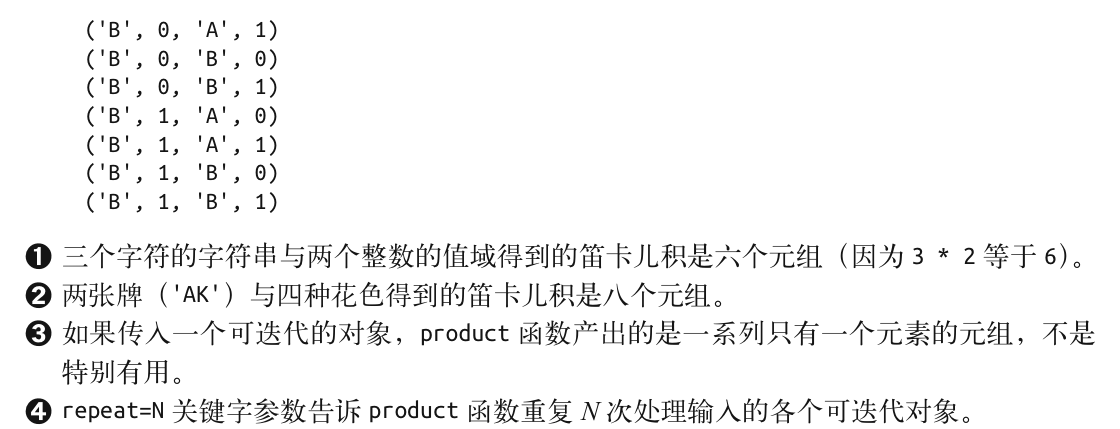 ('B', 0, 'A', 1)
('B', 0, 'B', 0)
('B', 0, 'B', 1)
('B', 1, 'A', 0)
('B', 1, 'A', 1)
('B', 1, 'B', 0)
('B', 1, 'B', 1)
❶ 三个字符的字符串与两个整数的值域得到的笛卡儿积是六个元组（因为 3 * 2 等于 6）。
❷ 两张牌（'AK'）与四种花色得到的笛卡儿积是八个元组。
❸ 如果传入一个可迭代的对象，product 函数产出的是一系列只有一个元素的元组，不是
特别有用。
❹ repeat=N 关键字参数告诉 product 函数重复 N 次处理输入的各个可迭代对象。